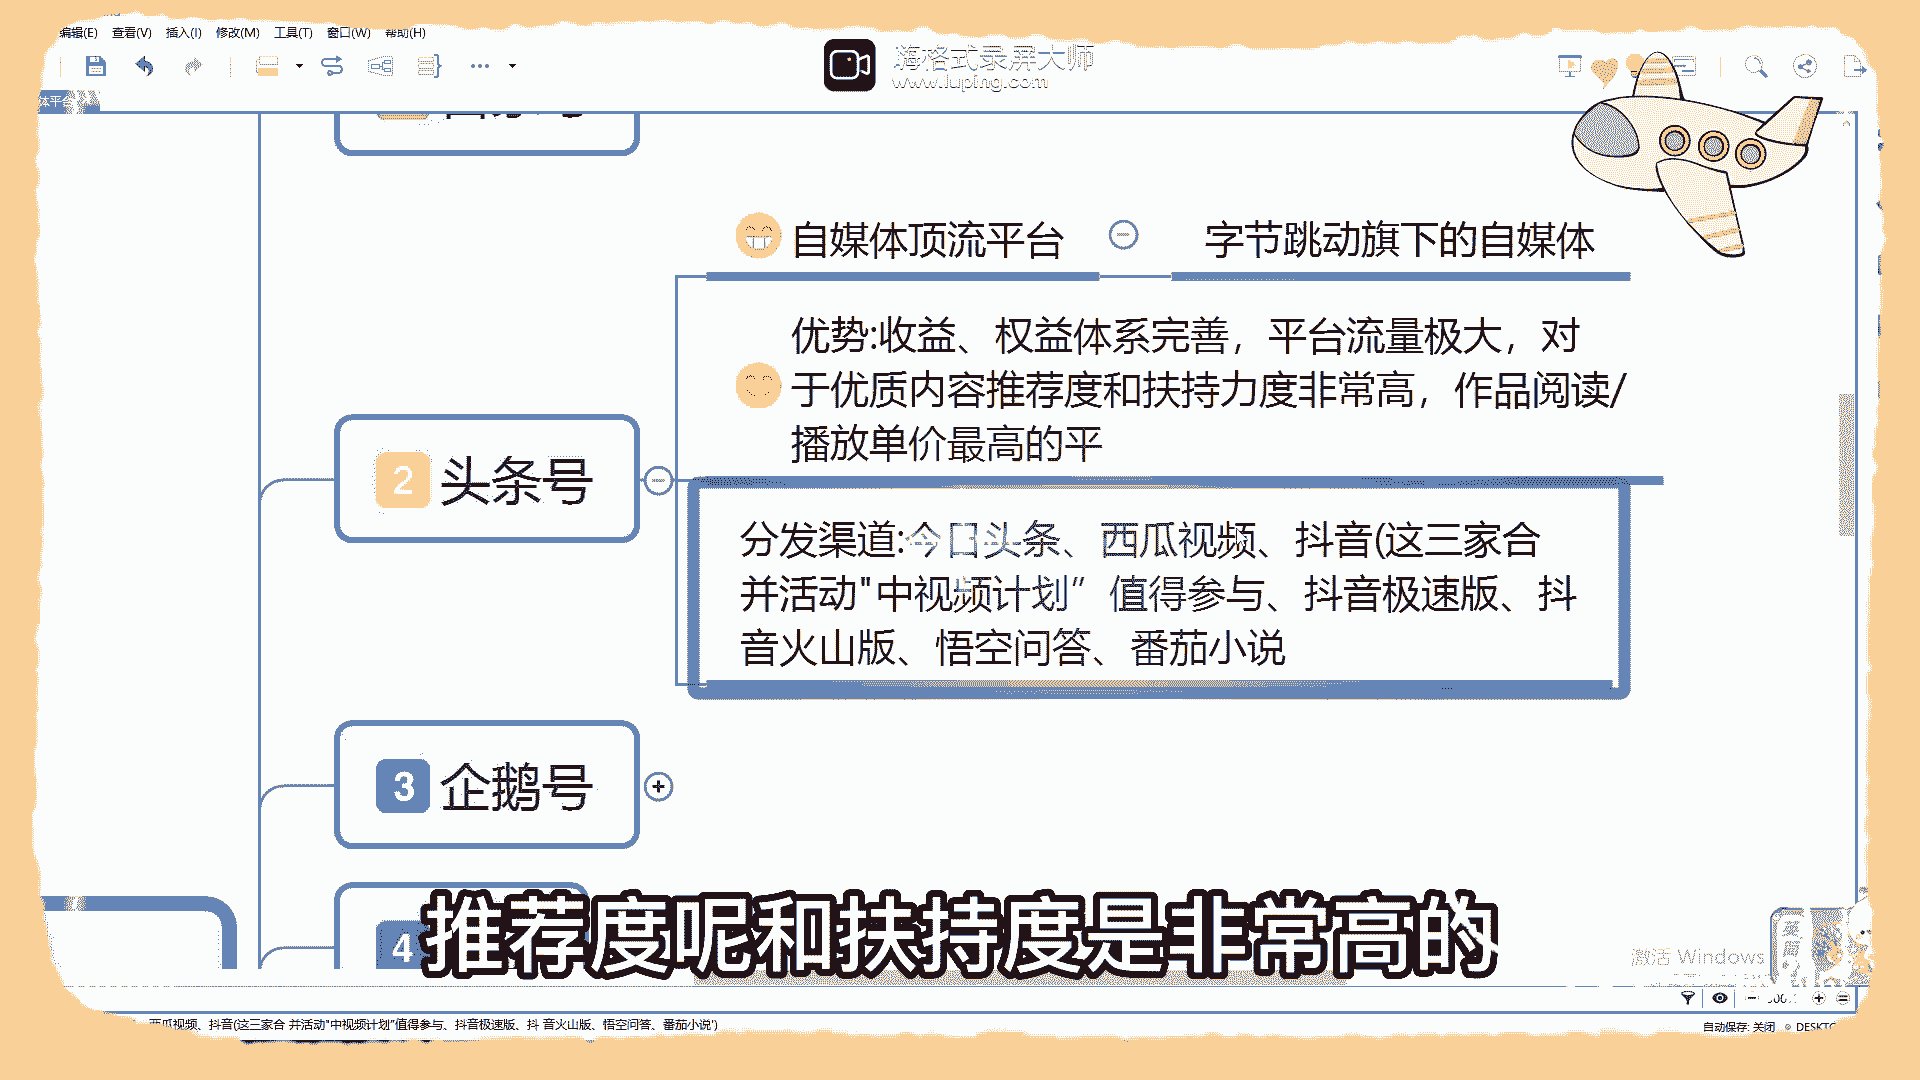 编辑(E) 查看(V) 插入(I) 修改(M) 工具(T) 窗口(W) 帮助(H)
嗨格式录屏大师
www.luping.com
体平台
自媒体顶流平台
字节跳动旗下的自媒体
优势:收益、权益体系完善，平台流量极大，对
于优质内容推荐度和扶持力度非常高，作品阅读/
播放单价最高的平
2 头条号
分发渠道:今日头条、西瓜视频、抖音(这三家合
并活动"中视频计划”值得参与、抖音极速版、抖
音火山版、悟空问答、番茄小说
3 企鹅号
4
推荐度呢和扶持度是非常高的
激活 Windows
西瓜视频、抖音(这三家合 并活动"中视频计划”值得参与、抖音极速版、抖 音火山版、悟空问答、番茄小说')
自动保存: 关闭